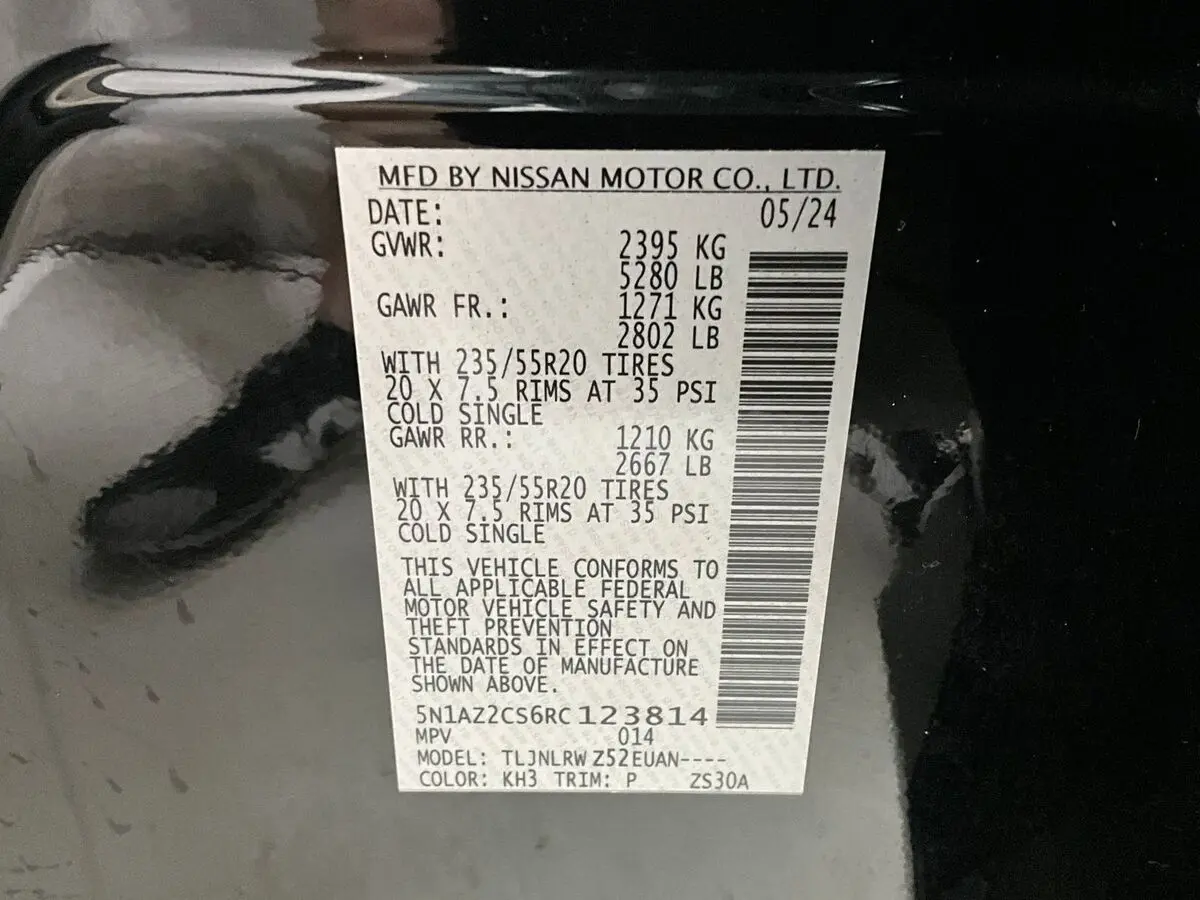 MFD BY NISSAN MOTOR CO., LTD.
DATE: 05/24
GVWR: 2395 KG
5280 LB
GAWR FR.: 1271 KG
2802 LB
WITH 235/55R20 TIRES
20 X 7.5 RIMS AT 35 PSI
COLD SINGLE
GAWR RR.: 1210 KG
2667 LB
WITH 235/55R20 TIRES
20 X 7.5 RIMS AT 35 PSI
COLD SINGLE
THIS VEHICLE CONFORMS TO
ALL APPLICABLE FEDERAL
MOTOR VEHICLE SAFETY AND
THEFT PREVENTION
STANDARDS IN EFFECT ON
THE DATE OF MANUFACTURE
SHOWN ABOVE.
5N1AZ2CS6RC123814
MPV 014
MODEL: TLJNLRW Z52EUAN----
COLOR: KH3 TRIM: P ZS30A